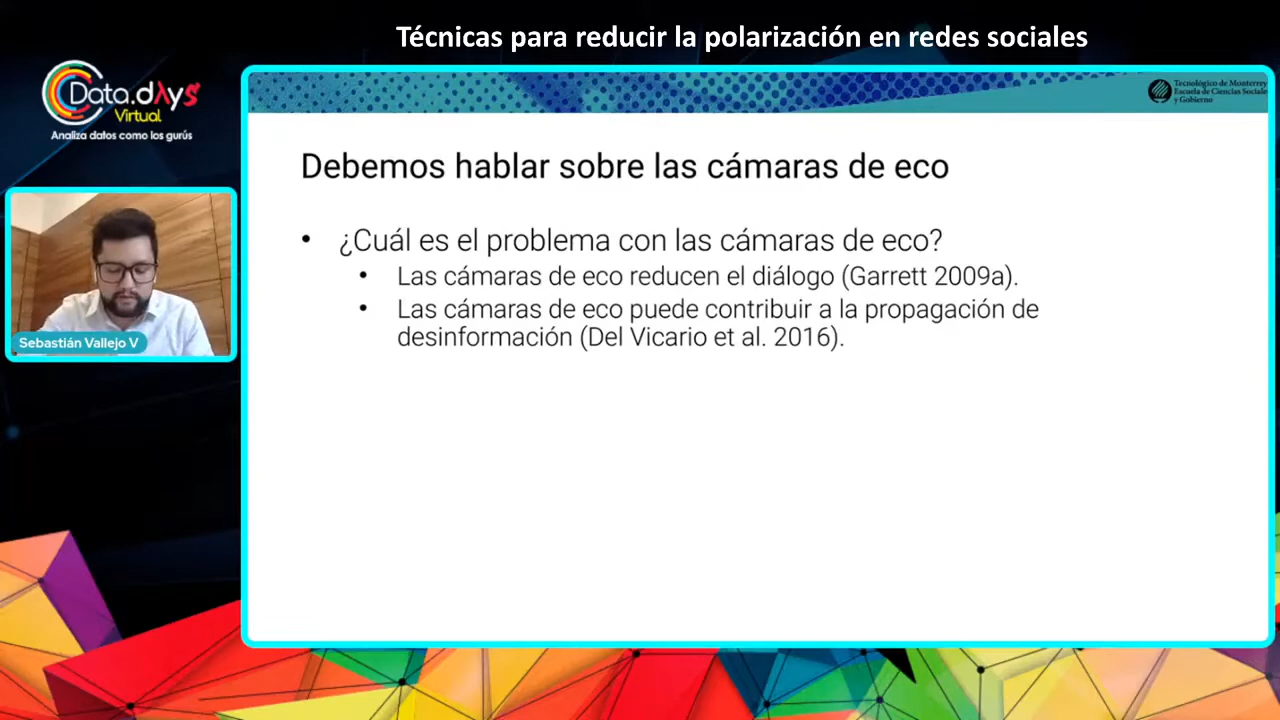 Técnicas para reducir la polarización en redes sociales
Data.dΛys
Virtual
Analiza datos como los gurús
Tecnológico de Monterrey
Escuela de Ciencias Sociales
y Gobierno
Debemos hablar sobre las cámaras de eco
• ¿Cuál es el problema con las cámaras de eco?
• Las cámaras de eco reducen el diálogo (Garrett 2009a).
• Las cámaras de eco puede contribuir a la propagación de
desinformación (Del Vicario et al. 2016).
Sebastián Vallejo V